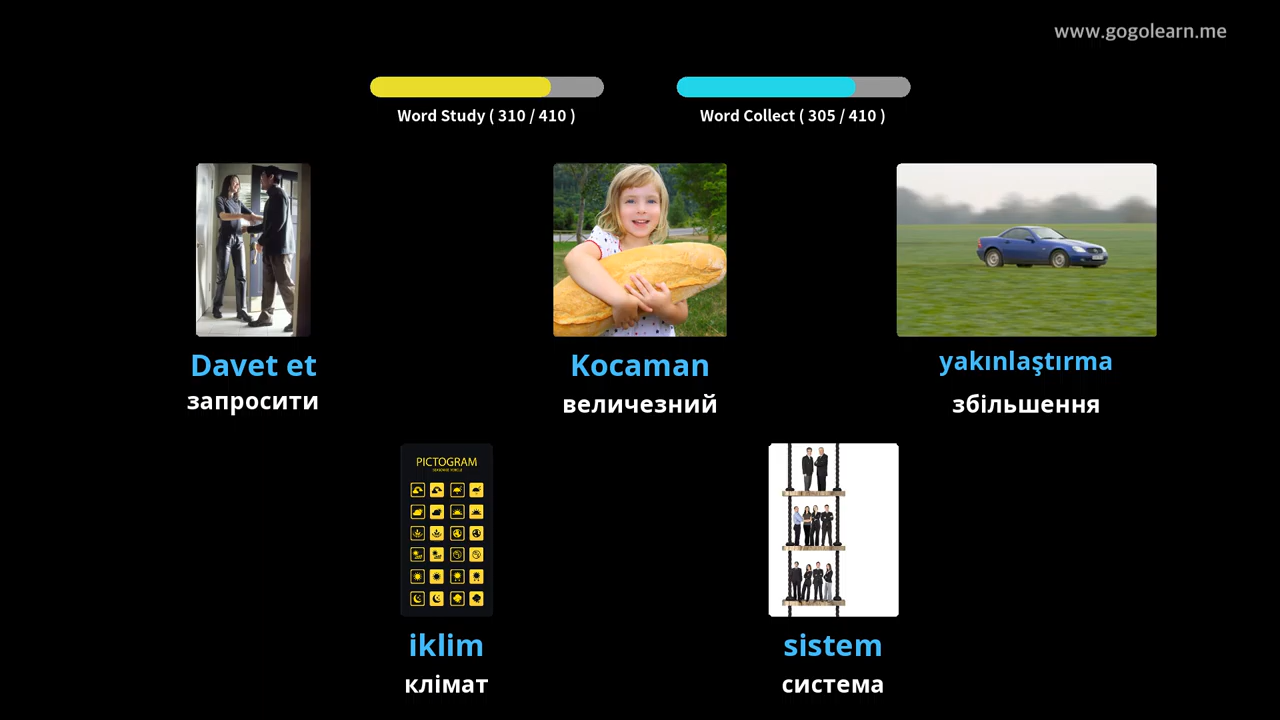 www.gogolearn.me
Word Study ( 310 / 410 )
Word Collect ( 305 / 410 )
Davet et
запросити
Kocaman
величезний
yakınlaştırma
збільшення
PICTOGRAM
iklim
клімат
sistem
система